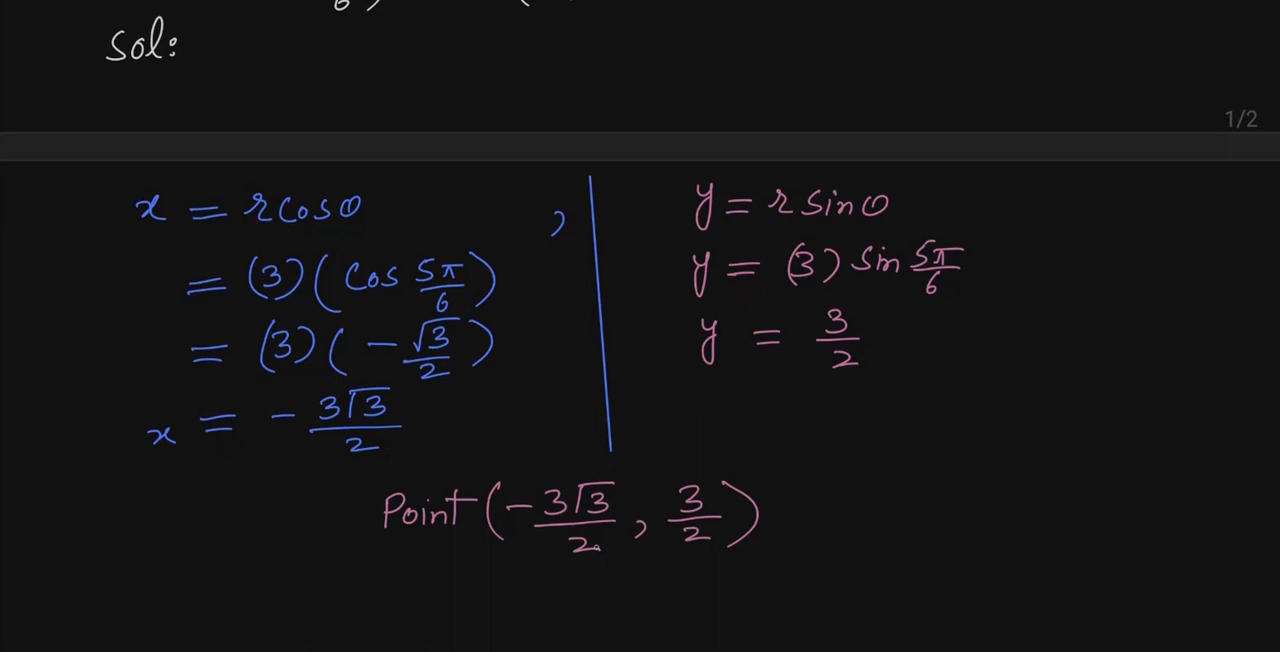 6)
(
Sol:
1/2
x = r cos θ ,
= (3)(cos 5π/6)
= (3)(-√3/2)
x = -3√3/2
y = r sin θ
y = (3) sin 5π/6
y = 3/2
Point(-3√3/2, 3/2)